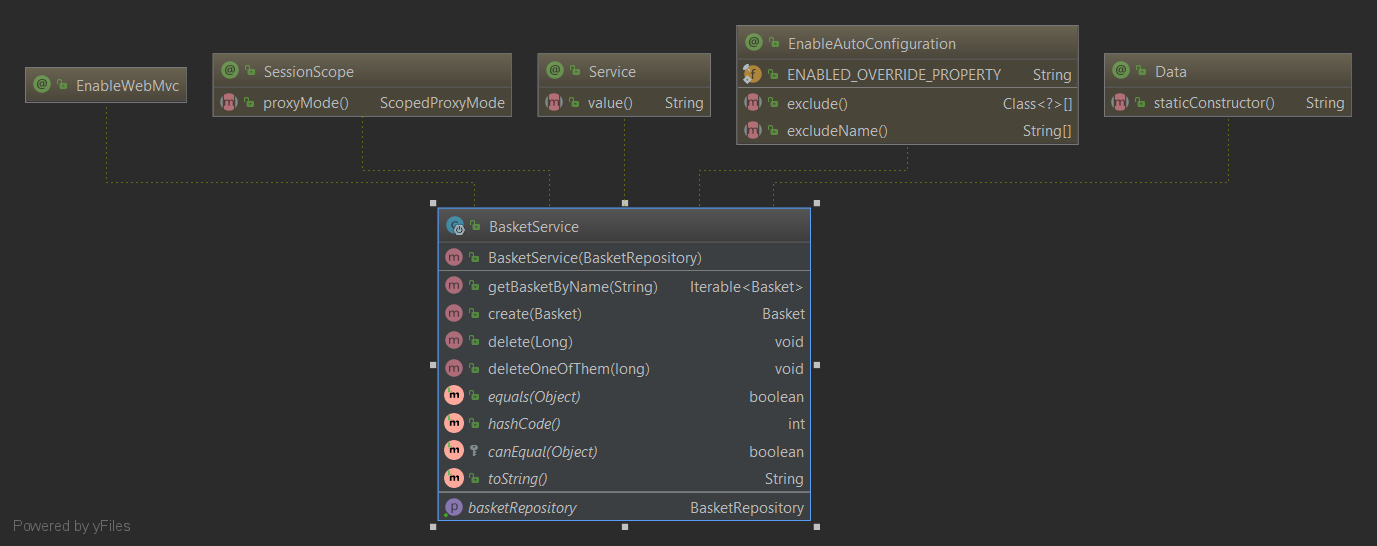 EnableWebMvc
SessionScope
proxyMode() ScopedProxyMode
Service
value() String
EnableAutoConfiguration
ENABLED_OVERRIDE_PROPERTY String
exclude() Class<?>[]
excludeName() String[]
Data
staticConstructor() String
BasketService
BasketService(BasketRepository)
getBasketByName(String) Iterable<Basket>
create(Basket) Basket
delete(Long) void
deleteOneOfThem(long) void
equals(Object) boolean
hashCode() int
canEqual(Object) boolean
toString() String
basketRepository BasketRepository
Powered by yFiles